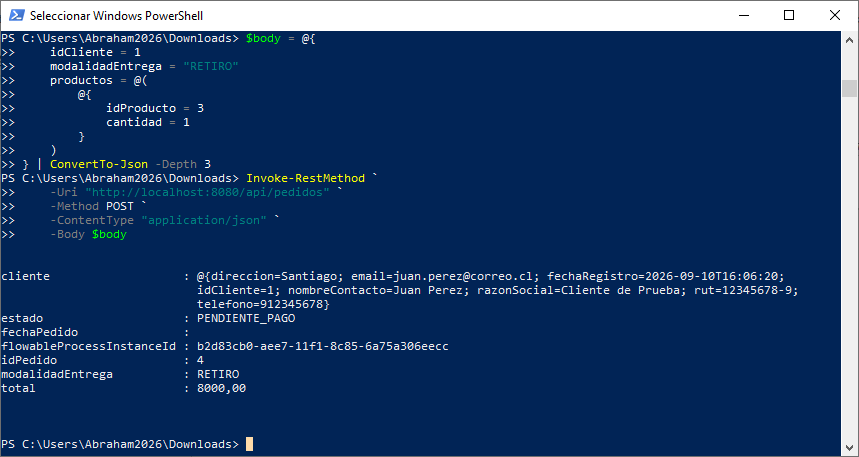 Seleccionar Windows PowerShell
PS C:\Users\Abraham2026\Downloads> $body = @{
>>     idCliente = 1
>>     modalidadEntrega = "RETIRO"
>>     productos = @(
>>         @{
>>             idProducto = 3
>>             cantidad = 1
>>         }
>>     )
>> } | ConvertTo-Json -Depth 3
PS C:\Users\Abraham2026\Downloads> Invoke-RestMethod `
>>     -Uri "http://localhost:8080/api/pedidos" `
>>     -Method POST `
>>     -ContentType "application/json" `
>>     -Body $body
cliente                   : @{direccion=Santiago; email=juan.perez@correo.cl; fechaRegistro=2026-09-10T16:06:20;
                            idCliente=1; nombreContacto=Juan Perez; razonSocial=Cliente de Prueba; rut=12345678-9;
                            telefono=912345678}
estado                    : PENDIENTE_PAGO
fechaPedido               :
flowableProcessInstanceId : b2d83cb0-aee7-11f1-8c85-6a75a306eecc
idPedido                  : 4
modalidadEntrega          : RETIRO
total                     : 8000,00
PS C:\Users\Abraham2026\Downloads>